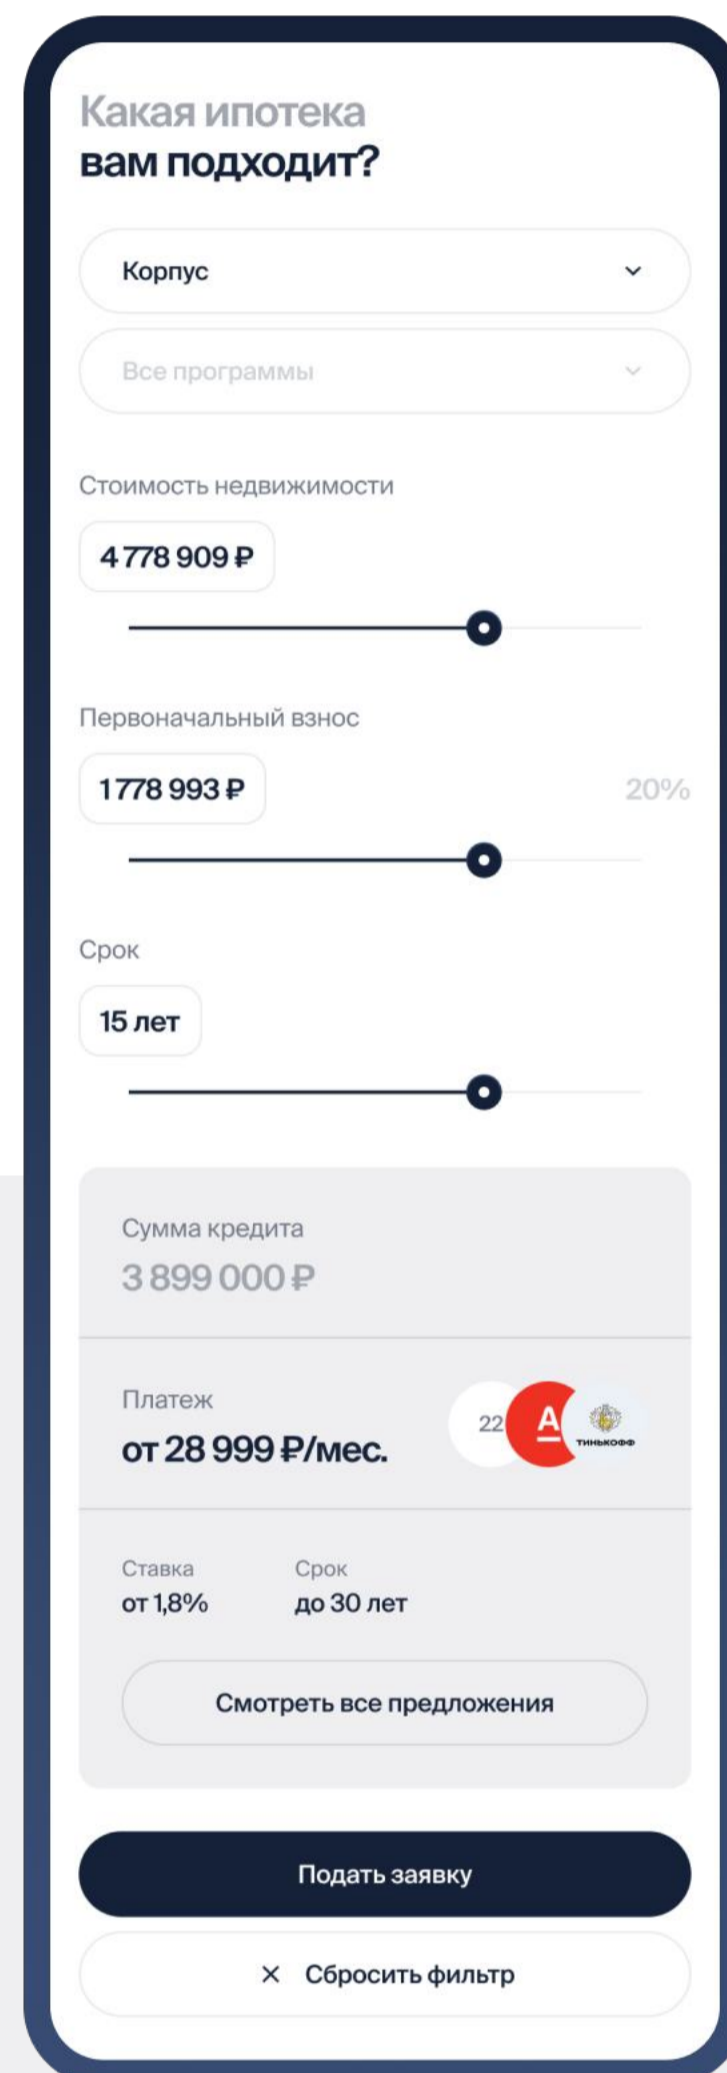 Какая ипотека
вам подходит?
Корпус
Все программы
Стоимость недвижимости
4 778 909 ₽
Первоначальный взнос
1 778 993 ₽ 20%
Срок
15 лет
Сумма кредита
3 899 000 ₽
Платеж
от 28 999 ₽/мес.
22 А ТИНЬКОФФ
Ставка Срок
от 1,8% до 30 лет
Смотреть все предложения
Подать заявку
× Сбросить фильтр